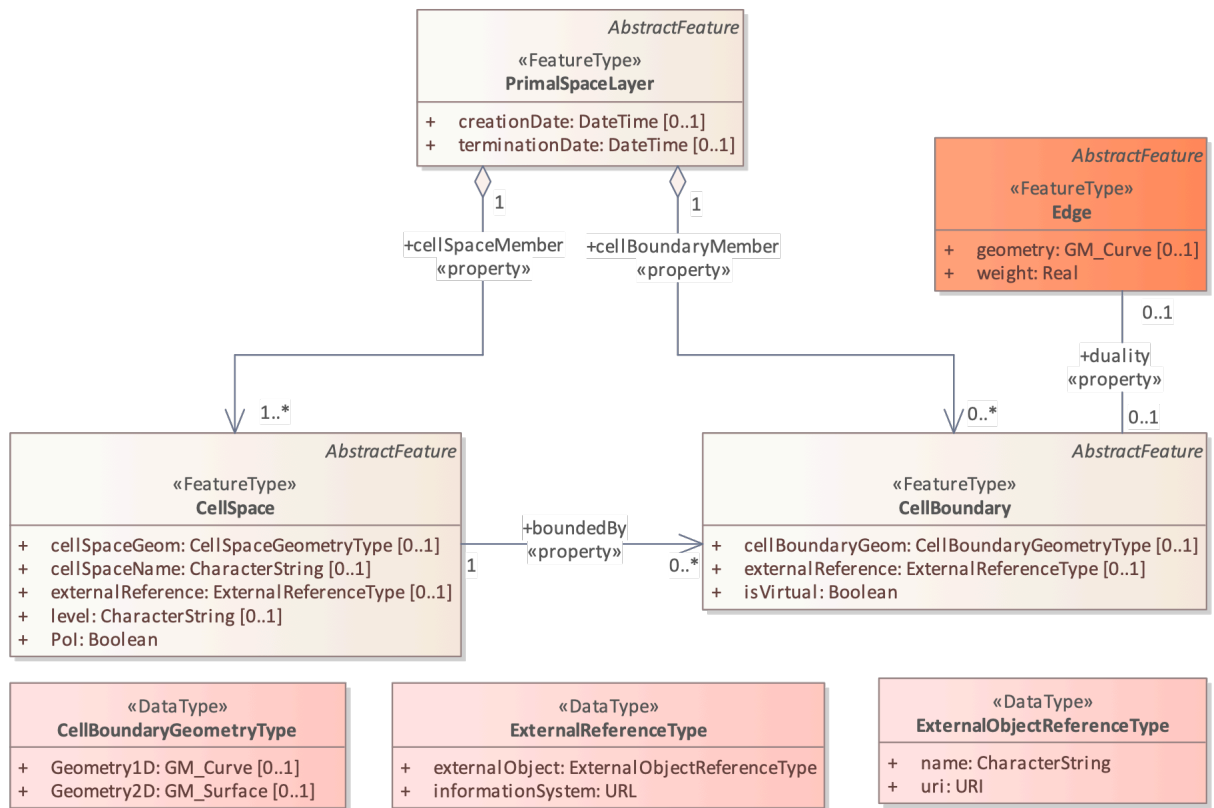 AbstractFeature
«FeatureType»
PrimalSpaceLayer
+ creationDate: DateTime [0..1]
+ terminationDate: DateTime [0..1]
1
1
+cellSpaceMember
«property»
+cellBoundaryMember
«property»
AbstractFeature
«FeatureType»
Edge
+ geometry: GM_Curve [0..1]
+ weight: Real
0..1
+duality
«property»
0..1
1..*
0..*
AbstractFeature
«FeatureType»
CellSpace
+ cellSpaceGeom: CellSpaceGeometryType [0..1]
+ cellSpaceName: CharacterString [0..1]
+ externalReference: ExternalReferenceType [0..1]
+ level: CharacterString [0..1]
+ PoI: Boolean
+boundedBy
«property»
1
0..*
AbstractFeature
«FeatureType»
CellBoundary
+ cellBoundaryGeom: CellBoundaryGeometryType [0..1]
+ externalReference: ExternalReferenceType [0..1]
+ isVirtual: Boolean
«DataType»
CellBoundaryGeometryType
+ Geometry1D: GM_Curve [0..1]
+ Geometry2D: GM_Surface [0..1]
«DataType»
ExternalReferenceType
+ externalObject: ExternalObjectReferenceType
+ informationSystem: URL
«DataType»
ExternalObjectReferenceType
+ name: CharacterString
+ uri: URI